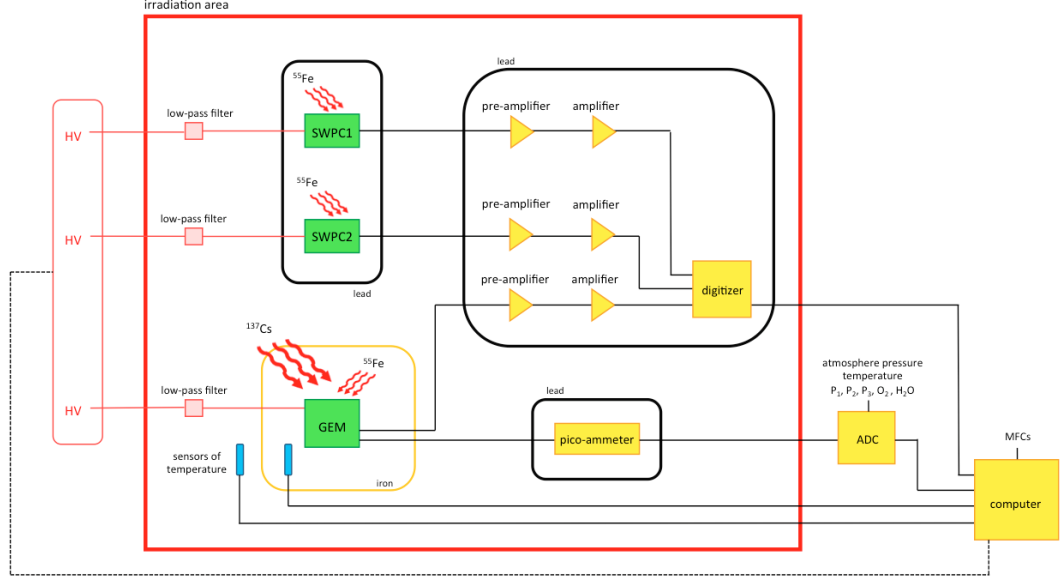 irradiation area
lead
⁵⁵Fe
pre-amplifier
amplifier
low-pass filter
HV
SWPC1
⁵⁵Fe
pre-amplifier
amplifier
low-pass filter
HV
SWPC2
pre-amplifier
amplifier
digitizer
lead
¹³⁷Cs
⁵⁵Fe
atmosphere pressure
temperature
P₁, P₂, P₃, O₂ , H₂O
low-pass filter
lead
HV
GEM
pico-ammeter
ADC
MFCs
sensors of
temperature
iron
computer